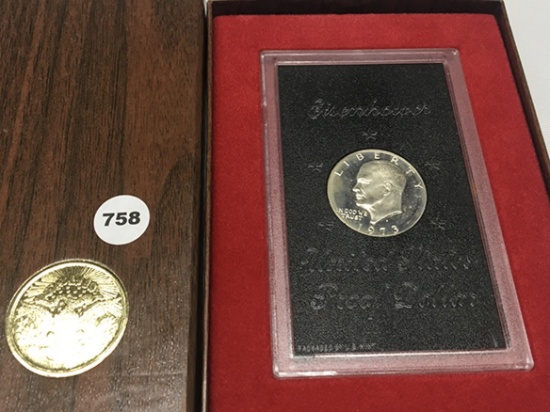 758
Eisenhower
LIBERTY
IN GOD WE
TRUST
1973
United States
Proof Dollar
PACKAGED BY U.S. MINT